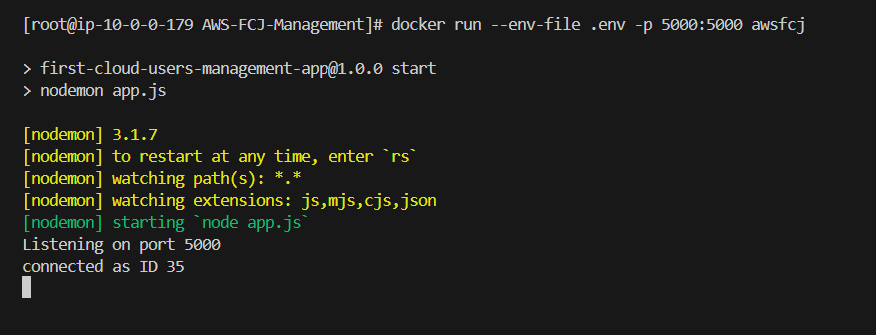 [root@ip-10-0-0-179 AWS-FCJ-Management]# docker run --env-file .env -p 5000:5000 awsfcj
> first-cloud-users-management-app@1.0.0 start
> nodemon app.js
[nodemon] 3.1.7
[nodemon] to restart at any time, enter `rs`
[nodemon] watching path(s): *.*
[nodemon] watching extensions: js,mjs,cjs,json
[nodemon] starting `node app.js`
Listening on port 5000
connected as ID 35